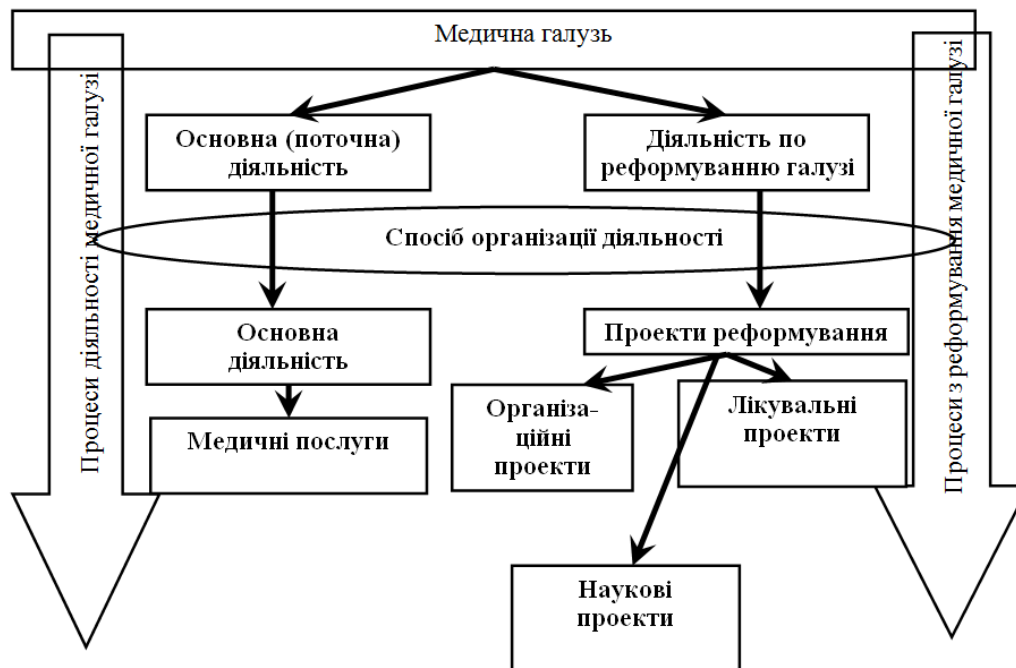 Медична галузь
Процеси діяльності медичної галузі
Процеси з реформування медичної галузі
Основна (поточна)
діяльність
Діяльність по
реформуванню галузі
Спосіб організації діяльності
Основна
діяльність
Проекти реформування
Медичні послуги
Організа-
ційні
проекти
Лікувальні
проекти
Наукові
проекти